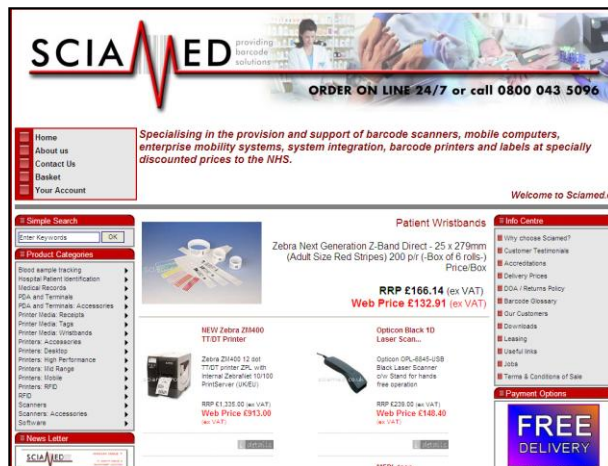 SCIAMED
providing
barcode
solutions
ORDER ON LINE 24/7 or call 0800 043 5096
Home
About us
Contact Us
Basket
Your Account
Specialising in the provision and support of barcode scanners, mobile computers,
enterprise mobility systems, system integration, barcode printers and labels at specially
discounted prices to the NHS.
Welcome to Sciamed.
Simple Search
Enter Keywords
OK
Product Categories
Blood sample tracking
Hospital Patient Identification
Medical Records
PDA and Terminals
PDA and Terminals: Accessories
Printer Media: Receipts
Printer Media: Tags
Printer Media: Wristbands
Printers: Accessories
Printers: Desktop
Printers: High Performance
Printers: Mid Range
Printers: Mobile
Printers: RFID
RFID
Scanners
Scanners: Accessories
Software
News Letter
SCIAMED
Patient Wristbands
Zebra Next Generation Z-Band Direct - 25 x 279mm
(Adult Size Red Stripes) 200 p/r (-Box of 6 rolls-)
Price/Box
RRP £166.14 (ex VAT)
Web Price £132.91 (ex VAT)
NEW Zebra ZM400
TT/DT Printer
Zebra ZM400 12 dot
TT/DT printer ZPL with
Internal ZebraNet 10/100
PrintServer (UK/EU)
RRP £1,335.00 (ex VAT)
Web Price £913.00
(ex VAT)
details
Opticon Black 1D
Laser Scan...
Opticon OPL-6845-USB
Black Laser Scanner
c/w Stand for hands
free operation
RRP £239.00 (ex VAT)
Web Price £148.40
(ex VAT)
details
Info Centre
Why choose Sciamed?
Customer Testimonials
Accreditations
Delivery Prices
DOA / Returns Policy
Barcode Glossary
Our Customers
Downloads
Leasing
Useful links
Jobs
Terms & Conditions of Sale
Payment Options
FREE
DELIVERY